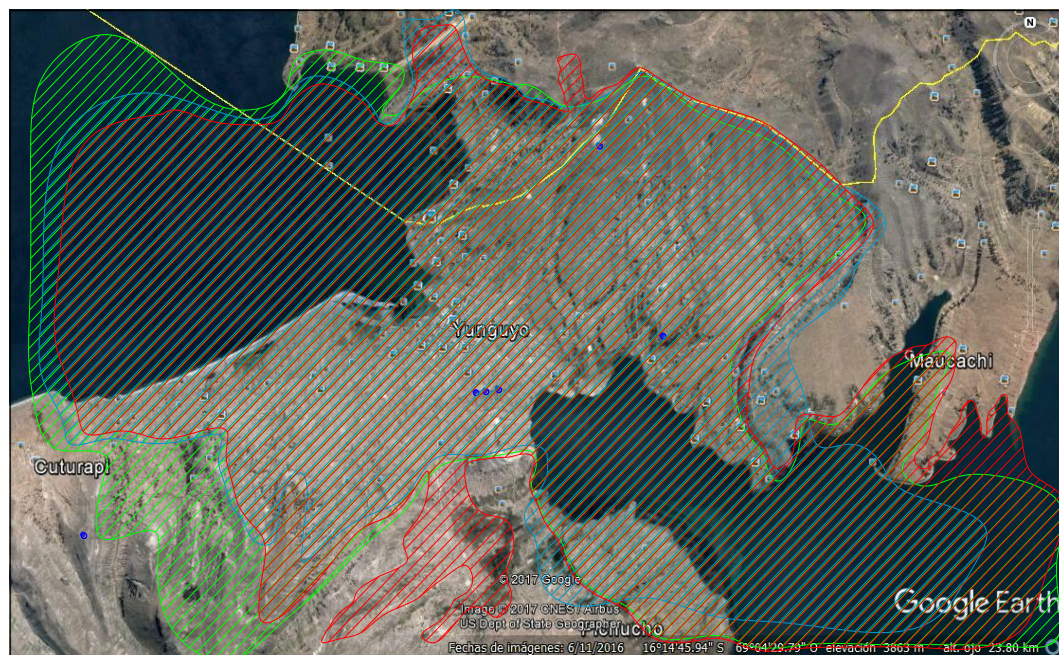 N
Yunguyo
Maucachi
Cuturapi
© 2017 Google
Image © 2017 CNES / Airbus
US Dept of State Geographer
Pichucho
Google Earth
Fechas de imágenes: 6/11/2016 16°14'45.94" S 69°04'29.79" O elevación 3863 m alt. ojo 23.80 km